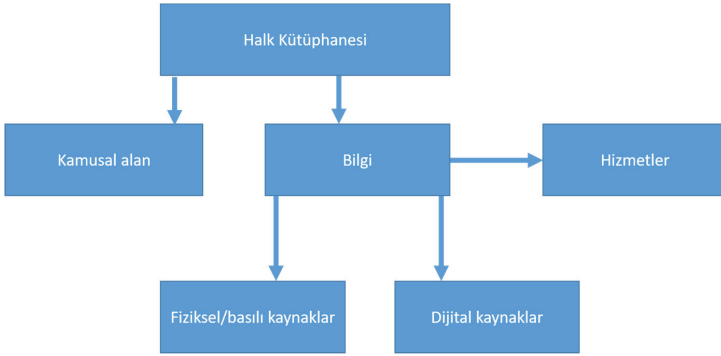 Halk Kütüphanesi
Kamusal alan
Bilgi
Hizmetler
Fiziksel/basılı kaynaklar
Dijital kaynaklar